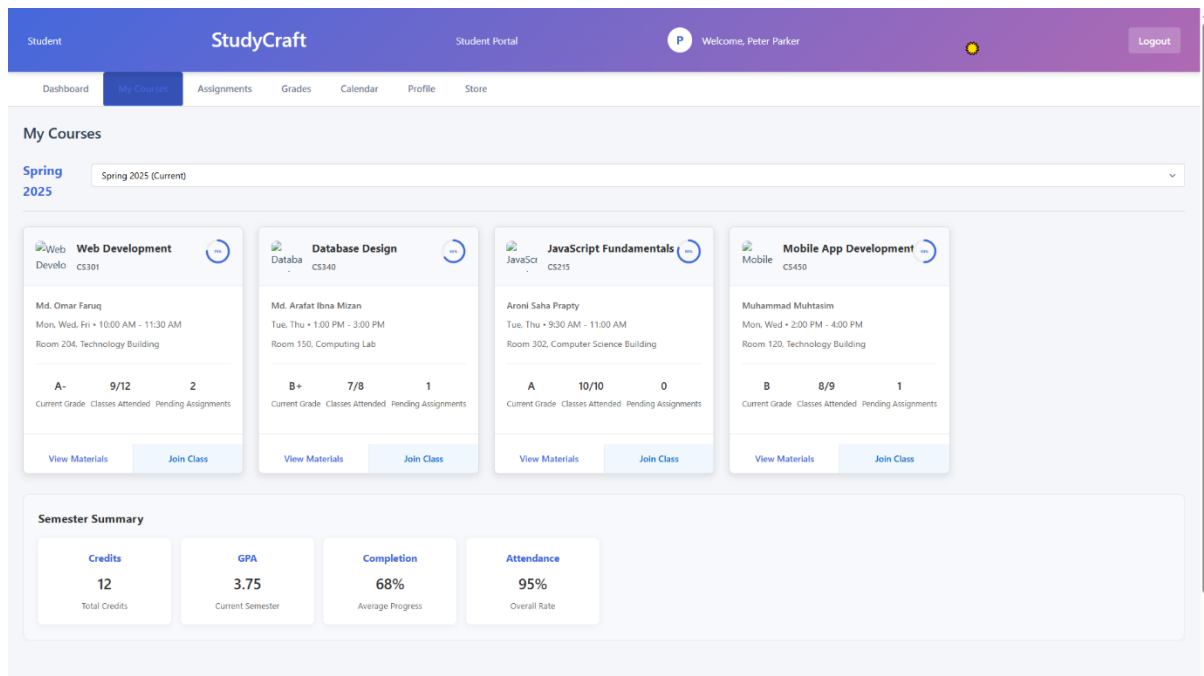 Student
StudyCraft
Student Portal
P
Welcome, Peter Parker
Logout
Dashboard
My Courses
Assignments
Grades
Calendar
Profile
Store
My Courses
Spring
2025
Spring 2025 (Current)
Web
Develo
Web Development
CS301
Md. Omar Faruq
Mon, Wed, Fri • 10:00 AM - 11:30 AM
Room 204, Technology Building
A-
9/12
2
Current Grade
Classes Attended
Pending Assignments
View Materials
Join Class
Databa
Database Design
CS340
Md. Arafat Ibna Mizan
Tue, Thu • 1:00 PM - 3:00 PM
Room 150, Computing Lab
B+
7/8
1
Current Grade
Classes Attended
Pending Assignments
View Materials
Join Class
JavaScr
JavaScript Fundamentals
CS215
Aroni Saha Prapty
Tue, Thu • 9:30 AM - 11:00 AM
Room 302, Computer Science Building
A
10/10
0
Current Grade
Classes Attended
Pending Assignments
View Materials
Join Class
Mobile
Mobile App Development
CS450
Muhammad Muhtasim
Mon, Wed • 2:00 PM - 4:00 PM
Room 120, Technology Building
B
8/9
1
Current Grade
Classes Attended
Pending Assignments
View Materials
Join Class
Semester Summary
Credits
12
Total Credits
GPA
3.75
Current Semester
Completion
68%
Average Progress
Attendance
95%
Overall Rate